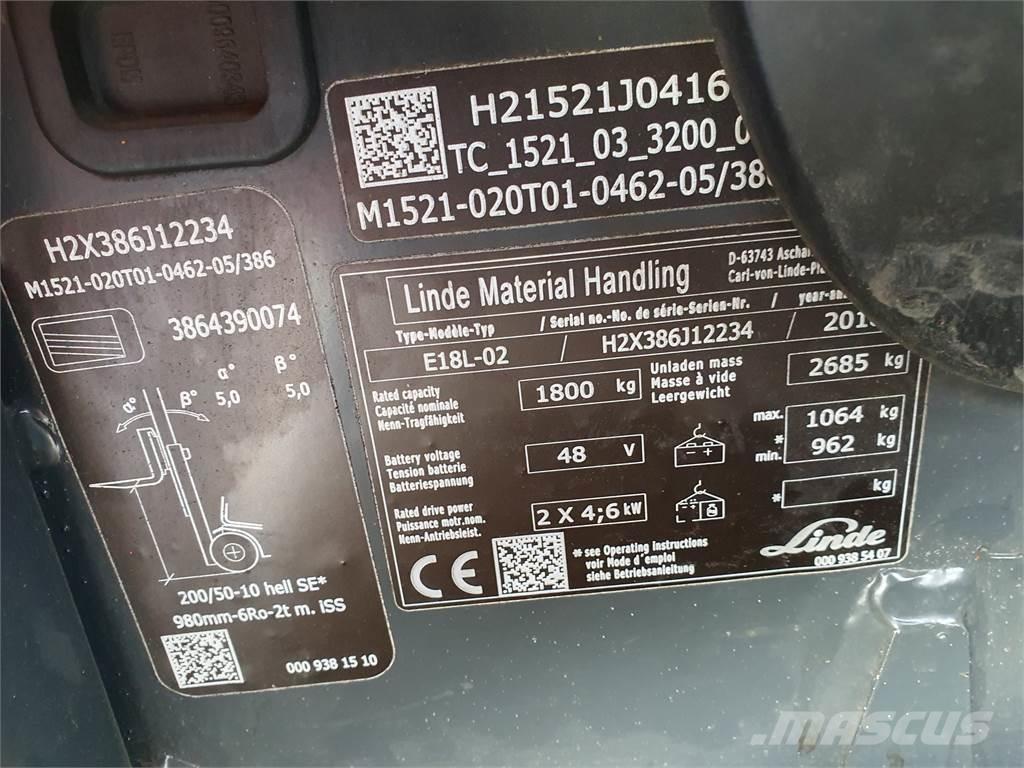 H21521J0416
TC_1521_03_3200_0
M1521-020T01-0462-05/386
H2X386J12234
M1521-020T01-0462-05/386
3864390074
α° β°
5,0 5,0
α° β°
200/50-10 hell SE*
980mm-6Ro-2t m. iSS
000 938 15 10
Linde Material Handling
D-63743
Carl-von-Linde-
Type-Modèle-Typ / Serial no.-No. de série-Serien-Nr. /
E18L-02 / H2X386J12234 /
Rated capacity
Capacité nominale
Nenn-Tragfähigkeit
1800 kg
Unladen mass
Masse à vide
Leergewicht
2685 kg
Battery voltage
Tension batterie
Batteriespannung
48 V
max. 1064 kg
* min. 962 kg
Rated drive power
Puissance motr.nom.
Nenn-Antriebsleist.
2 X 4,6 kW
* kg
CE
*see Operating Instructions
voir Mode d'emploi
siehe Betriebsanleitung
Linde
000 938 54 07
MASCUS